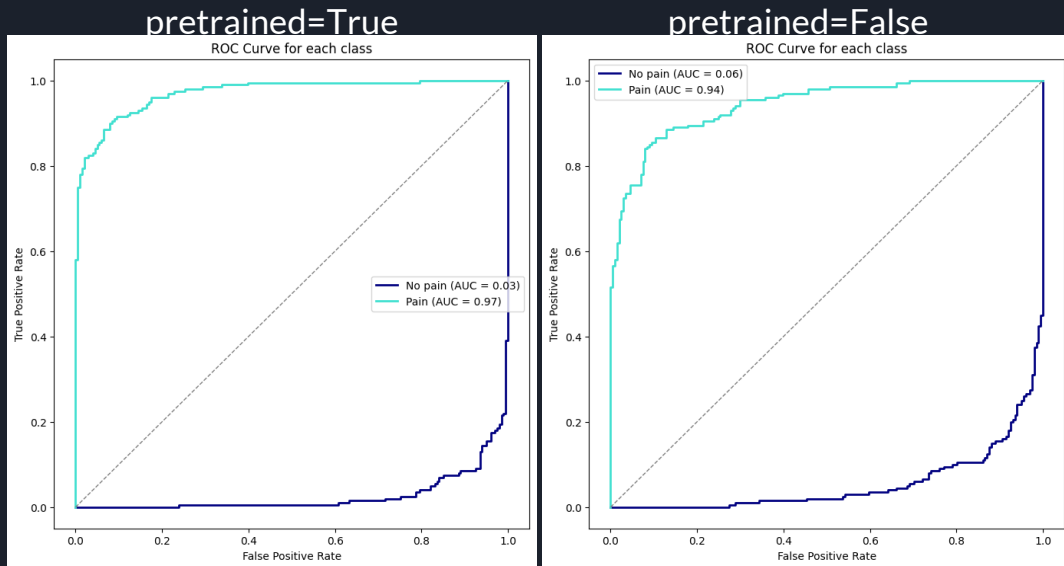 pretrained=True
ROC Curve for each class
1.0
0.8
0.6
0.4
0.2
0.0
True Positive Rate
No pain (AUC = 0.03)
Pain (AUC = 0.97)
0.0 0.2 0.4 0.6 0.8 1.0
False Positive Rate
pretrained=False
ROC Curve for each class
No pain (AUC = 0.06)
Pain (AUC = 0.94)
1.0
0.8
0.6
0.4
0.2
0.0
True Positive Rate
0.0 0.2 0.4 0.6 0.8 1.0
False Positive Rate